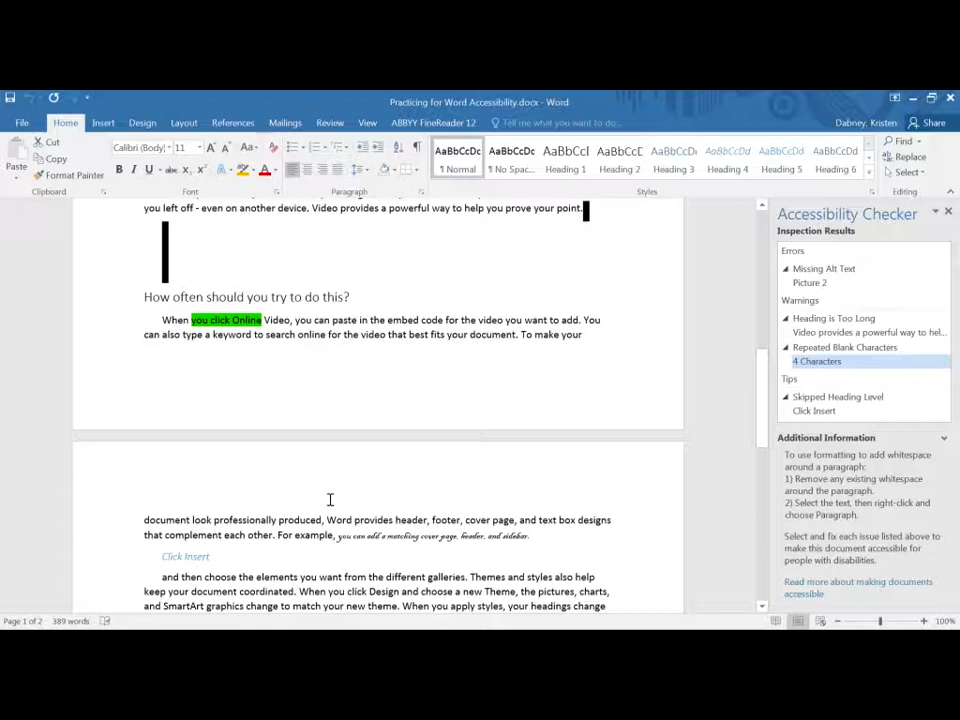 Practicing for Word Accessibility.docx - Word
File Home Insert Design Layout References Mailings Review View ABBYY FineReader 12 Tell me what you want to do... Dabney, Kristen Share
Paste
Cut
Copy
Format Painter
Clipboard
Calibri (Body) 11
B I U abc X₂ X² A A
Font
Paragraph
AaBbCcDc AaBbCcDc AaBbC( AaBbCcD AaBbCcD( AaBbCcDd AaBbCcDd AaBbCcDd
¶ Normal ¶ No Spac... Heading 1 Heading 2 Heading 3 Heading 4 Heading 5 Heading 6
Styles
Find
Replace
Select
Editing
you left off - even on another device. Video provides a powerful way to help you prove your point.
How often should you try to do this?
When you click Online Video, you can paste in the embed code for the video you want to add. You
can also type a keyword to search online for the video that best fits your document. To make your
document look professionally produced, Word provides header, footer, cover page, and text box designs
that complement each other. For example, you can add a matching cover page, header, and sidebar.
Click Insert
and then choose the elements you want from the different galleries. Themes and styles also help
keep your document coordinated. When you click Design and choose a new Theme, the pictures, charts,
and SmartArt graphics change to match your new theme. When you apply styles, your headings change
Accessibility Checker
Inspection Results
Errors
Missing Alt Text
Picture 2
Warnings
Heading is Too Long
Video provides a powerful way to hel...
Repeated Blank Characters
4 Characters
Tips
Skipped Heading Level
Click Insert
Additional Information
To use formatting to add whitespace
around a paragraph:
1) Remove any existing whitespace
around the paragraph.
2) Select the text, then right-click and
choose Paragraph.
Select and fix each issue listed above to
make this document accessible for
people with disabilities.
Read more about making documents
accessible
Page 1 of 2 389 words
100%